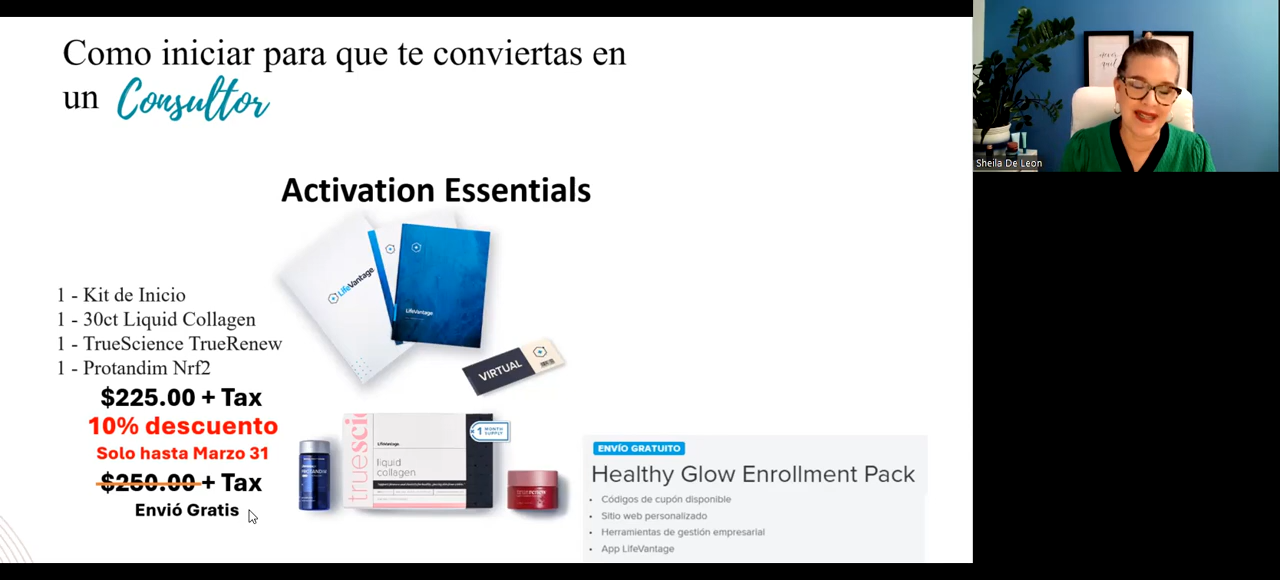 Como iniciar para que te conviertas en
un Consultor
Sheila De Leon
Activation Essentials
LifeVantage
LifeVantage
VIRTUAL
1 - Kit de Inicio
1 - 30ct Liquid Collagen
1 - TrueScience TrueRenew
1 - Protandim Nrf2
$225.00 + Tax
10% descuento
Solo hasta Marzo 31
$250.00 + Tax
Envió Gratis
truesci
LifeVantage
liquid
collagen
1 MONTH
SUPPLY
ENVÍO GRATUITO
Healthy Glow Enrollment Pack
• Códigos de cupón disponible
• Sitio web personalizado
• Herramientas de gestión empresarial
• App LifeVantage